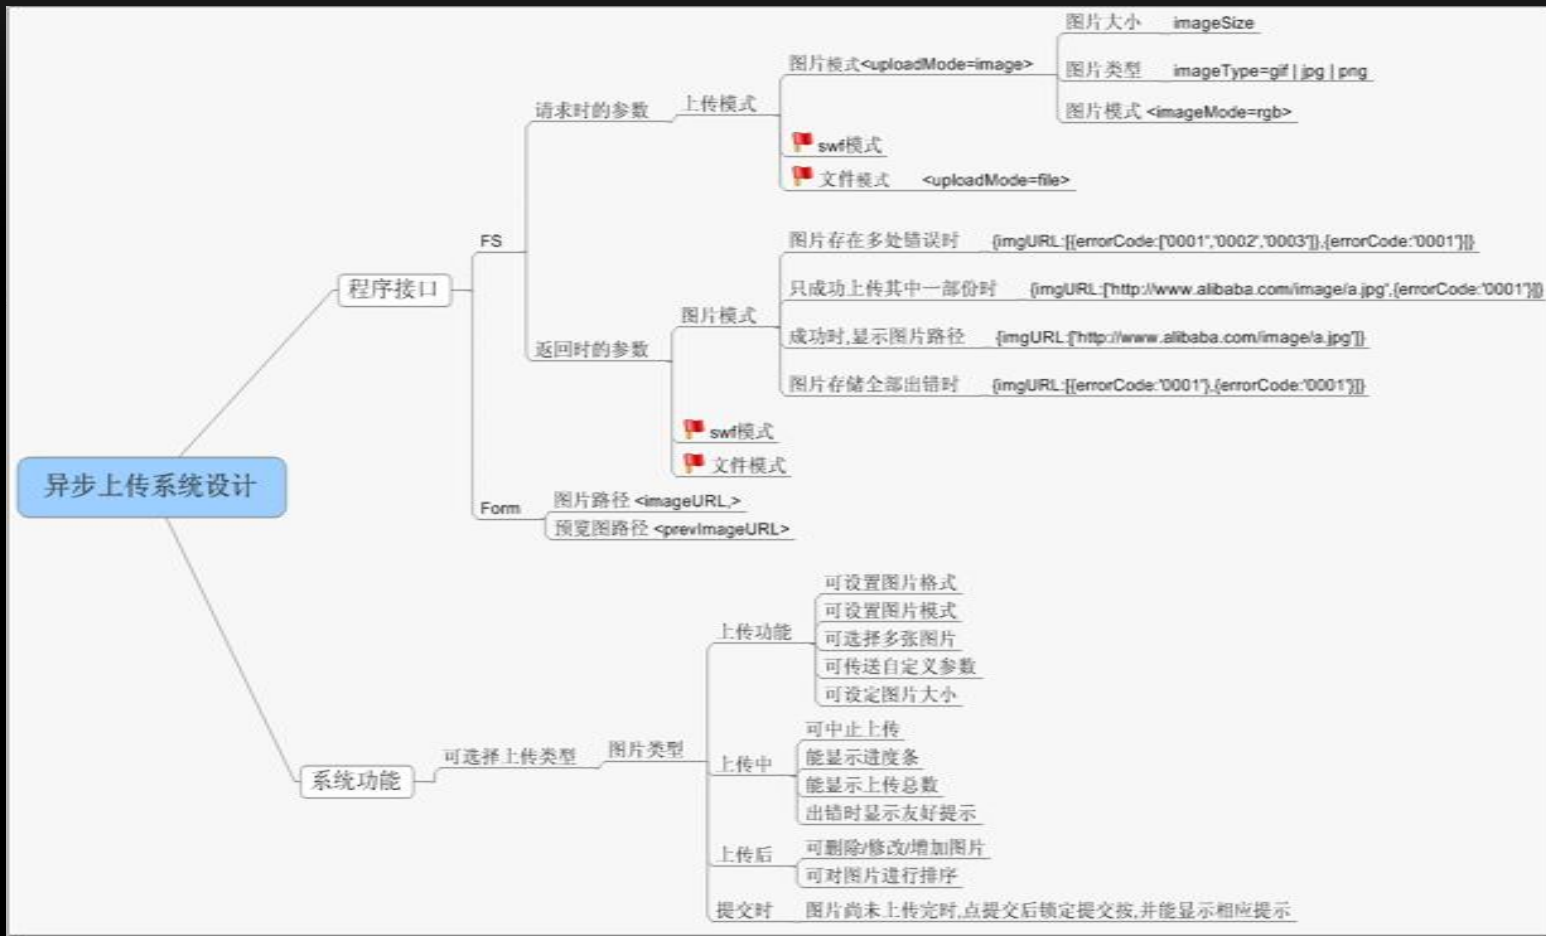 图片大小 imageSize
图片模式<uploadMode=image>
图片类型 imageType=gif | jpg | png
请求时的参数 上传模式
图片模式 <imageMode=rgb>
swf模式
文件模式 <uploadMode=file>
FS
图片存在多处错误时 {imgURL:[{errorCode:['0001','0002','0003']},{errorCode:'0001'}]}
程序接口
只成功上传其中一部份时 {imgURL:['http://www.alibaba.com/image/a.jpg',{errorCode:'0001'}]}
图片模式
成功时,显示图片路径 {imgURL:['http://www.alibaba.com/image/a.jpg']}
返回时的参数
图片存储全部出错时 {imgURL:[{errorCode:'0001'},{errorCode:'0001'}]}
swf模式
文件模式
异步上传系统设计
Form
图片路径 <imageURL,>
预览图路径 <prevImageURL>
可设置图片格式
可设置图片模式
上传功能
可选择多张图片
可传送自定义参数
可设定图片大小
可中止上传
系统功能 可选择上传类型 图片类型
上传中
能显示进度条
能显示上传总数
出错时显示友好提示
上传后
可删除/修改/增加图片
可对图片进行排序
提交时 图片尚未上传完时,点提交后锁定提交按,并能显示相应提示